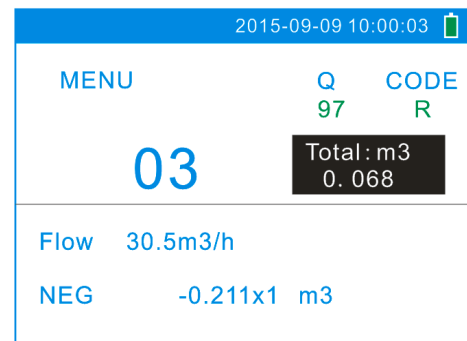 2015-09-09 10:00:03
MENU Q CODE
97 R
03
Total: m3
0. 068
Flow 30.5m3/h
NEG -0.211x1 m3